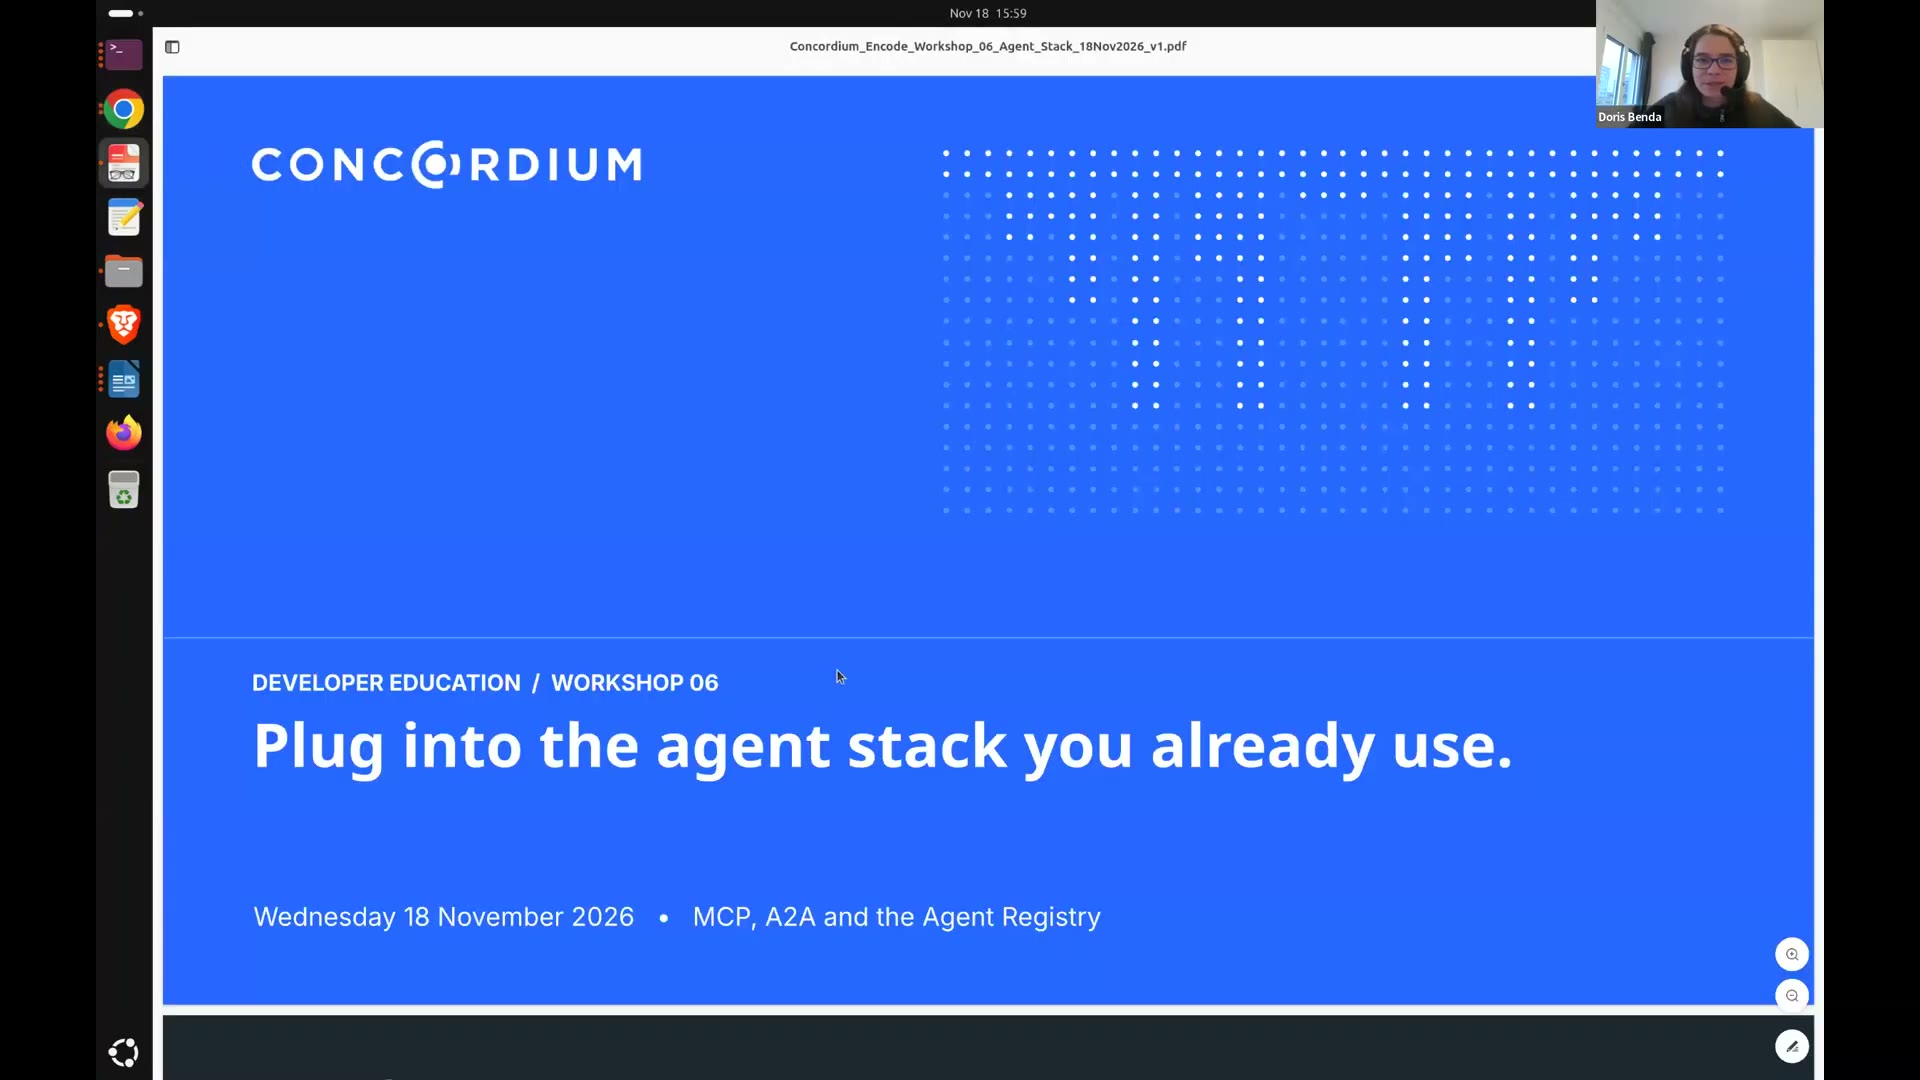 Nov 18 15:59
Concordium_Encode_Workshop_06_Agent_Stack_18Nov2026_v1.pdf
Doris Benda
CONCORDIUM
DEVELOPER EDUCATION / WORKSHOP 06
Plug into the agent stack you already use.
Wednesday 18 November 2026 • MCP, A2A and the Agent Registry